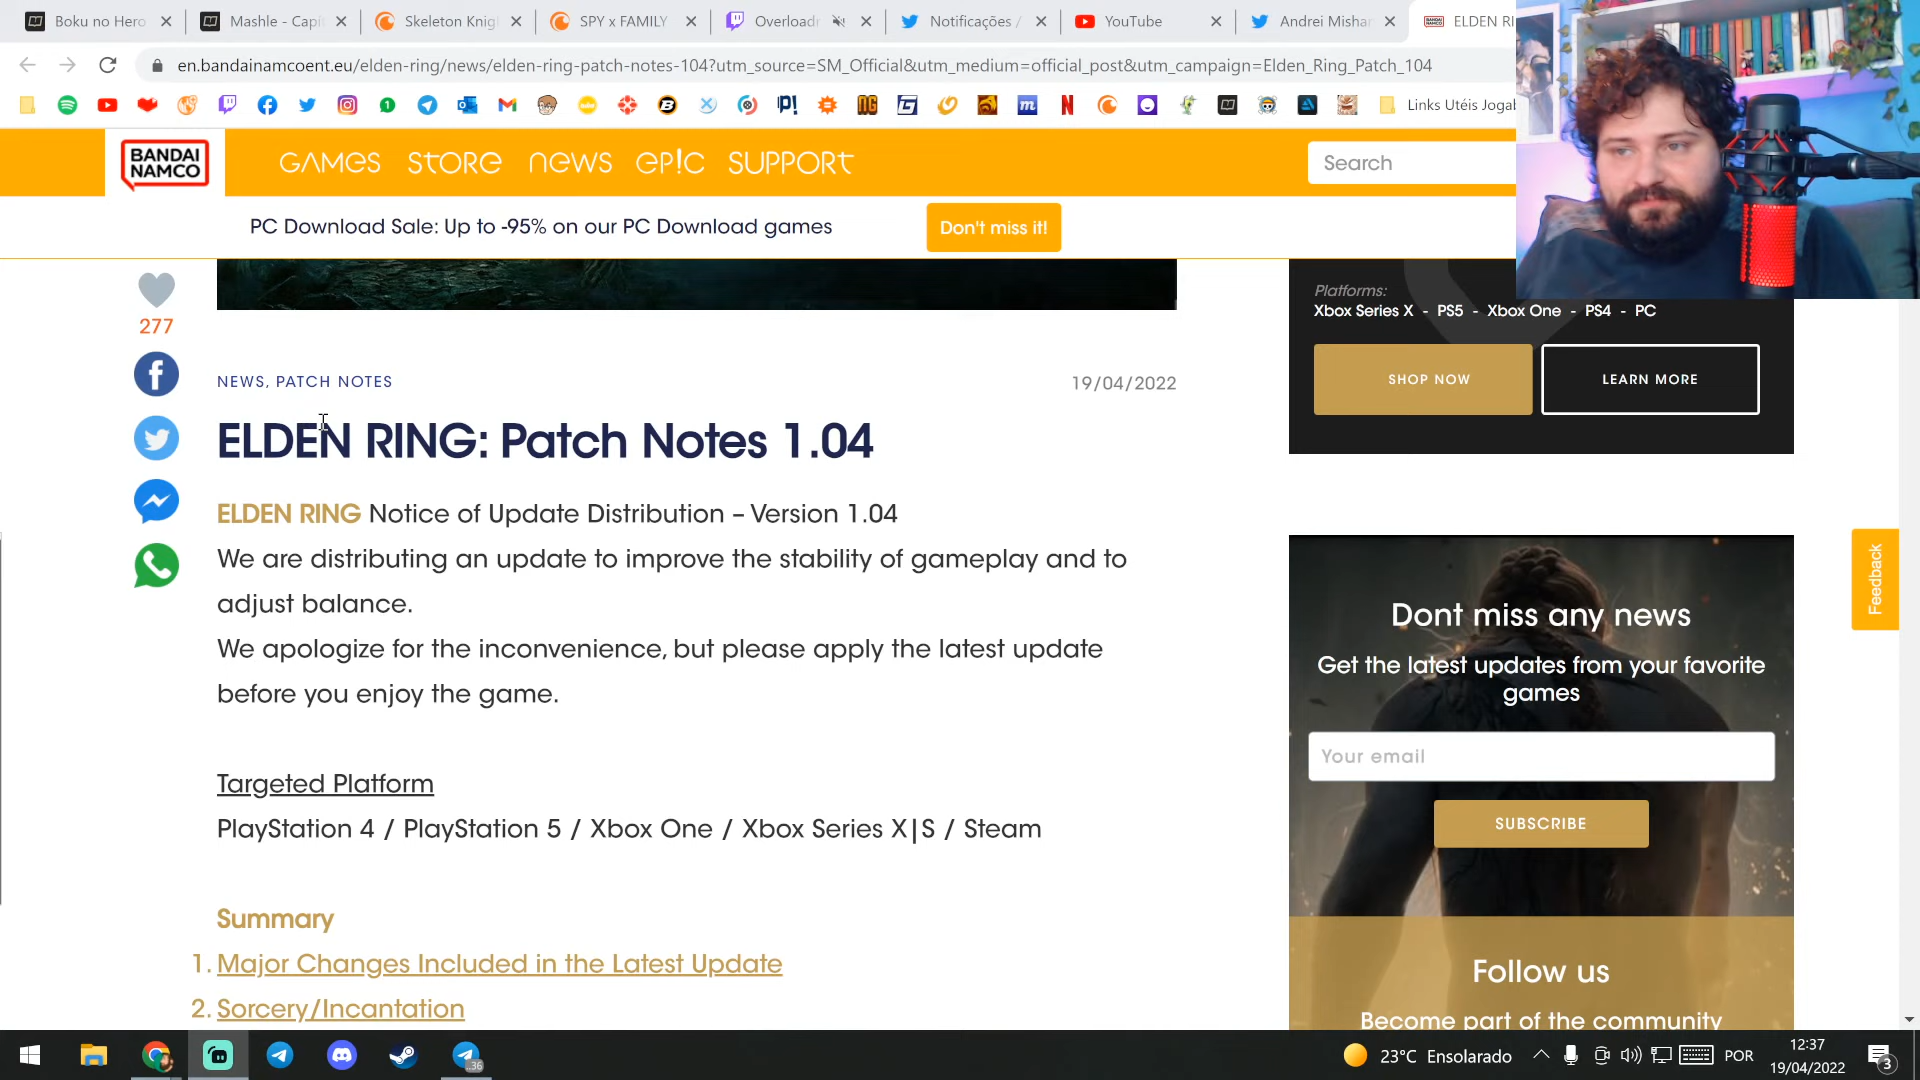 Boku no Hero
Mashle - Capí
Skeleton Knig
SPY x FAMILY
Overloadr
Notificações /
YouTube
Andrei Mishar
ELDEN RI
en.bandainamcoent.eu/elden-ring/news/elden-ring-patch-notes-104?utm_source=SM_Official&utm_medium=official_post&utm_campaign=Elden_Ring_Patch_104
Links Utéis Jogab
BANDAI
NAMCO
GAMES STORE NEWS EP!C SUPPORT
Search
PC Download Sale: Up to -95% on our PC Download games
Don't miss it!
277
Platforms:
Xbox Series X - PS5 - Xbox One - PS4 - PC
SHOP NOW
LEARN MORE
NEWS, PATCH NOTES
19/04/2022
ELDEN RING: Patch Notes 1.04
ELDEN RING Notice of Update Distribution – Version 1.04
We are distributing an update to improve the stability of gameplay and to
adjust balance.
We apologize for the inconvenience, but please apply the latest update
before you enjoy the game.
Targeted Platform
PlayStation 4 / PlayStation 5 / Xbox One / Xbox Series X|S / Steam
Summary
1. Major Changes Included in the Latest Update
2. Sorcery/Incantation
Dont miss any news
Get the latest updates from your favorite
games
Your email
SUBSCRIBE
Follow us
Become part of the community
Feedback
36
23°C Ensolarado
POR
12:37
19/04/2022
3